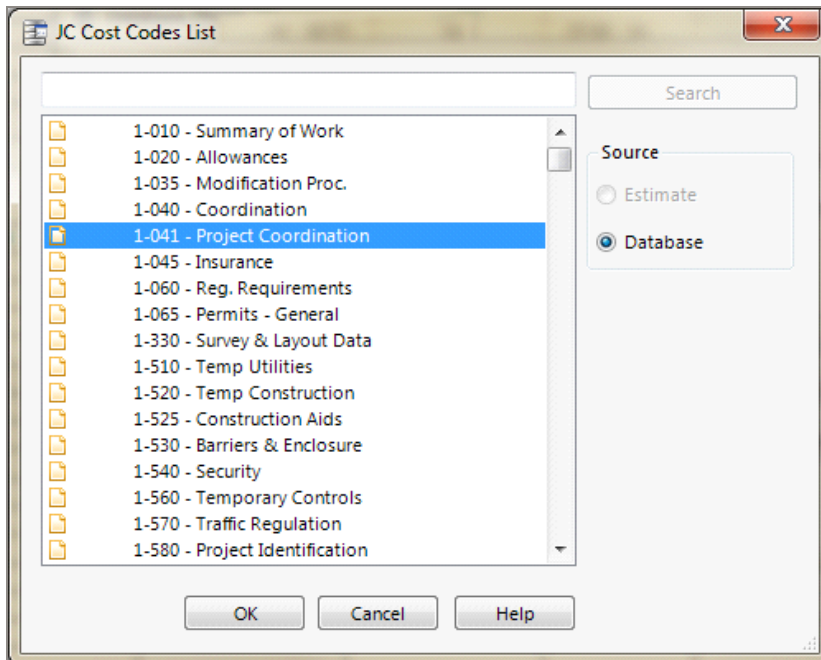 JC Cost Codes List
Search
1-010 - Summary of Work
1-020 - Allowances
1-035 - Modification Proc.
1-040 - Coordination
1-041 - Project Coordination
1-045 - Insurance
1-060 - Reg. Requirements
1-065 - Permits - General
1-330 - Survey & Layout Data
1-510 - Temp Utilities
1-520 - Temp Construction
1-525 - Construction Aids
1-530 - Barriers & Enclosure
1-540 - Security
1-560 - Temporary Controls
1-570 - Traffic Regulation
1-580 - Project Identification
Source
Estimate
Database
OK Cancel Help